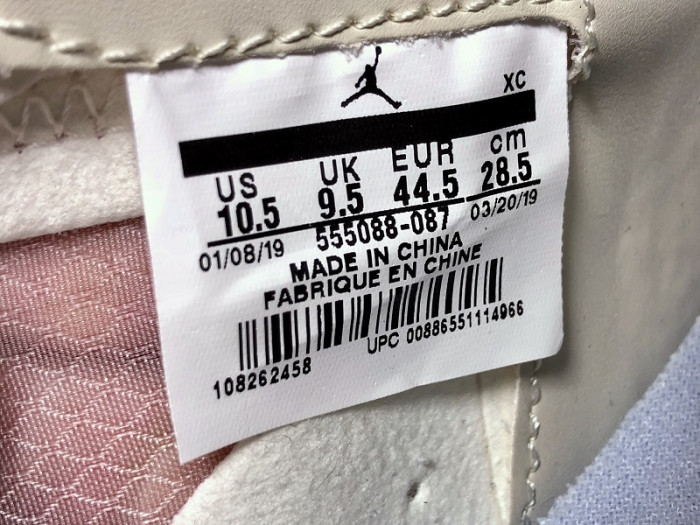 XC
US UK EUR cm
10.5 9.5 44.5 28.5
01/08/19 555088-087 03/20/19
MADE IN CHINA
FABRIQUE EN CHINE
108262458 UPC 00886551114966